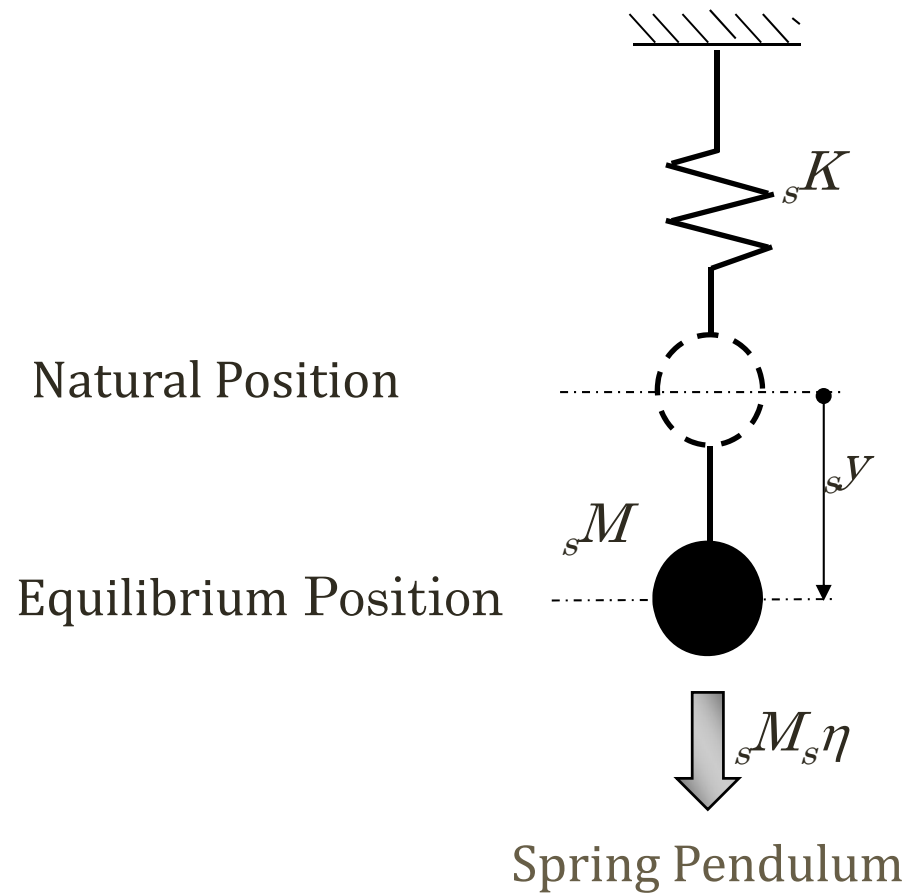 ₛK
Natural Position
ₛy
ₛM
Equilibrium Position
ₛMₛη
Spring Pendulum